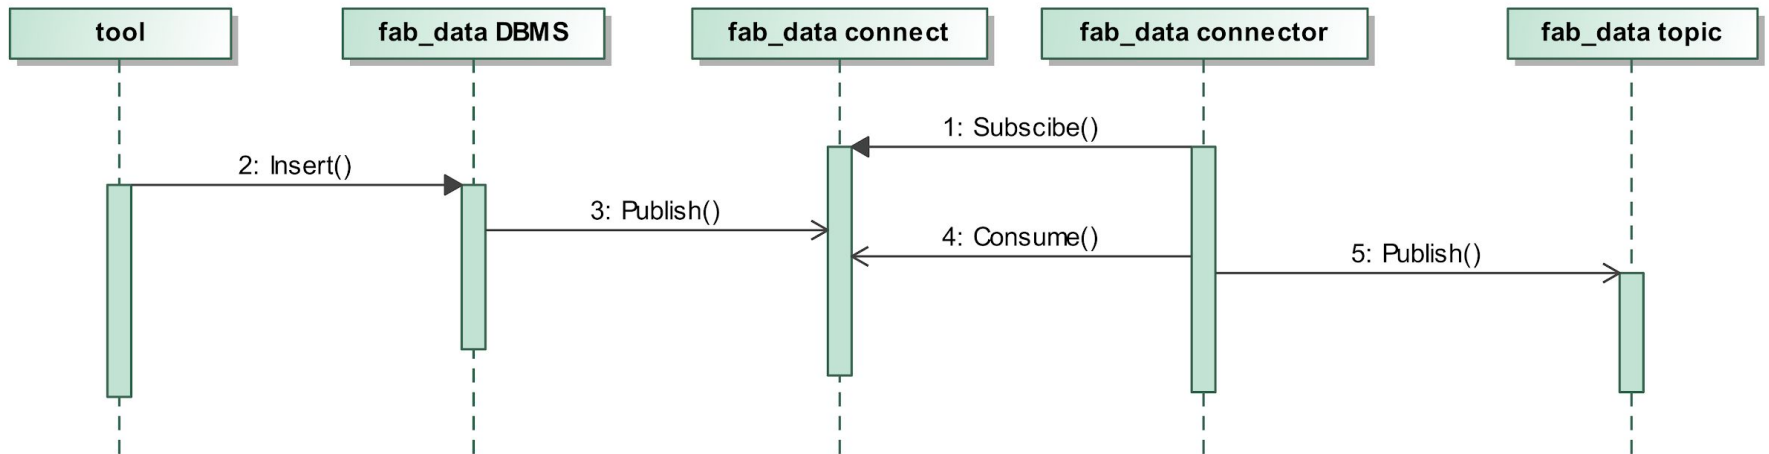 tool
fab_data DBMS
fab_data connect
fab_data connector
fab_data topic
1: Subscibe()
2: Insert()
3: Publish()
4: Consume()
5: Publish()